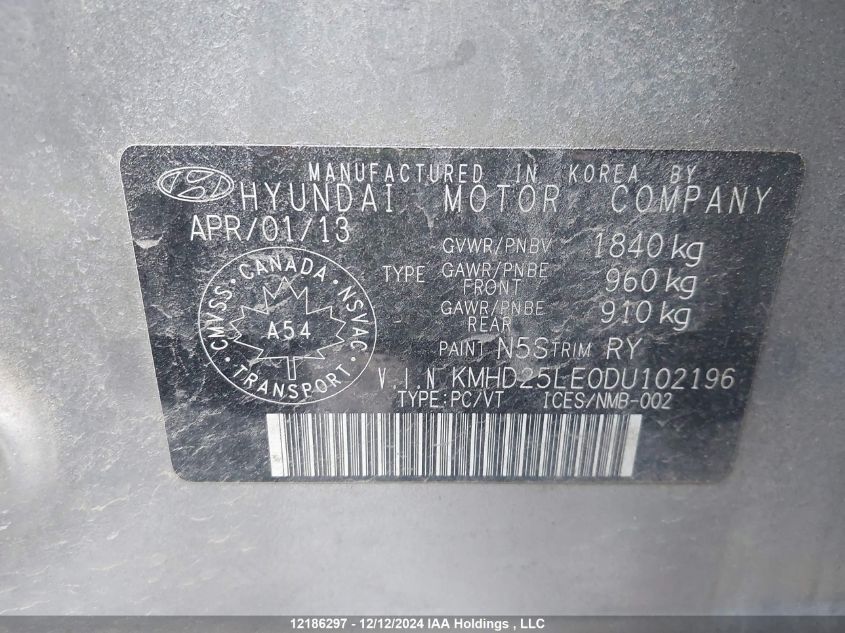 MANUFACTURED IN KOREA BY
HYUNDAI MOTOR COMPANY
APR/01/13
GVWR/PNBV 1840 kg
TYPE GAWR/PNBE FRONT 960 kg
GAWR/PNBE REAR 910 kg
PAINT N5S TRIM RY
V.I.N KMHD25LE0DU102196
TYPE:PC/VT ICES/NMB-002
CMVSS · CANADA · NSVAC
A54
TRANSPORT
12186297 - 12/12/2024 IAA Holdings , LLC